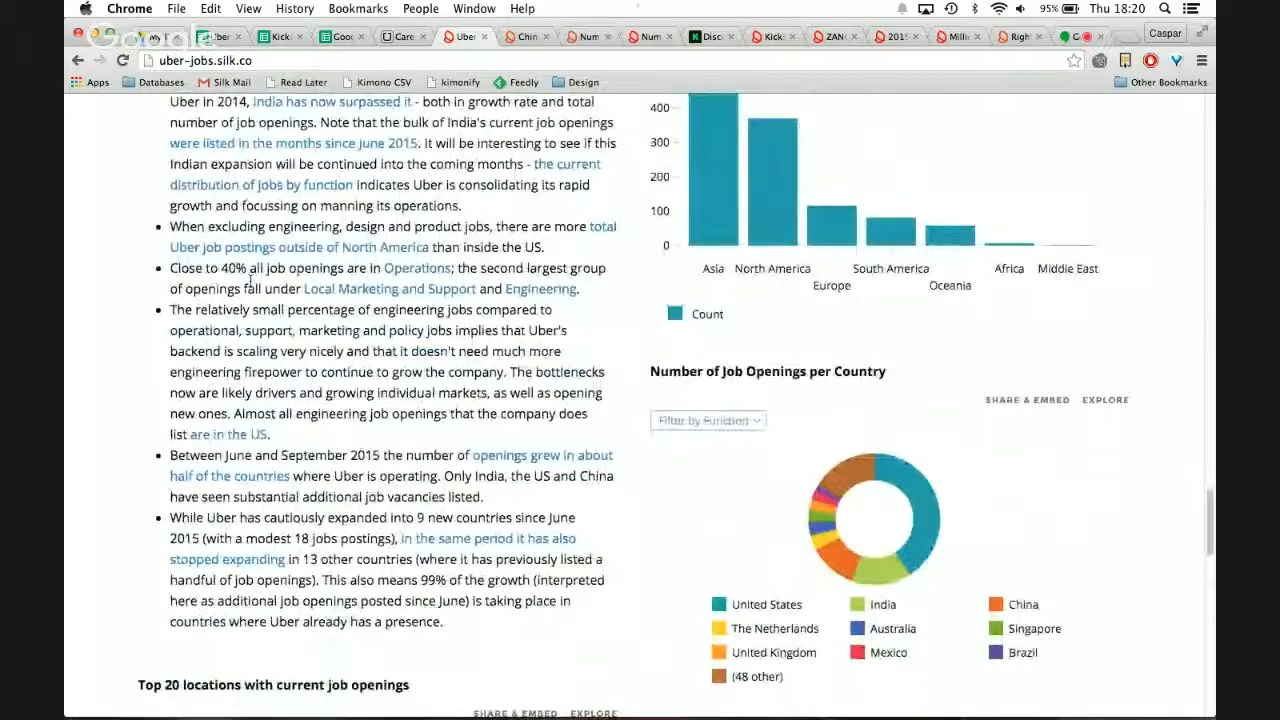 Chrome File Edit View History Bookmarks People Window Help 95% Thu 18:20
Google
Uber Kick Good Care Uber Chin Num Num Disc Kick ZAN 2015 Millio Righ G Caspar
uber-jobs.silk.co
Apps Databases Silk Mail Read Later Kimono CSV kimonify Feedly Design Other Bookmarks
Uber in 2014, India has now surpassed it - both in growth rate and total
number of job openings. Note that the bulk of India's current job openings
were listed in the months since june 2015. It will be interesting to see if this
Indian expansion will be continued into the coming months - the current
distribution of jobs by function indicates Uber is consolidating its rapid
growth and focussing on manning its operations.
When excluding engineering, design and product jobs, there are more total
Uber job postings outside of North America than inside the US.
Close to 40% all job openings are in Operations; the second largest group
of openings fall under Local Marketing and Support and Engineering.
The relatively small percentage of engineering jobs compared to
operational, support, marketing and policy jobs implies that Uber's
backend is scaling very nicely and that it doesn't need much more
engineering firepower to continue to grow the company. The bottlenecks
now are likely drivers and growing individual markets, as well as opening
new ones. Almost all engineering job openings that the company does
list are in the US.
Between June and September 2015 the number of openings grew in about
half of the countries where Uber is operating. Only India, the US and China
have seen substantial additional job vacancies listed.
While Uber has cautiously expanded into 9 new countries since June
2015 (with a modest 18 jobs postings), in the same period it has also
stopped expanding in 13 other countries (where it has previously listed a
handful of job openings). This also means 99% of the growth (interpreted
here as additional job openings posted since June) is taking place in
countries where Uber already has a presence.
Top 20 locations with current job openings
SHARE & EMBED EXPLORE
400
300
200
100
0
Asia North America South America Africa Middle East
Europe Oceania
Count
Number of Job Openings per Country
SHARE & EMBED EXPLORE
Filter by Function
United States India China
The Netherlands Australia Singapore
United Kingdom Mexico Brazil
(48 other)